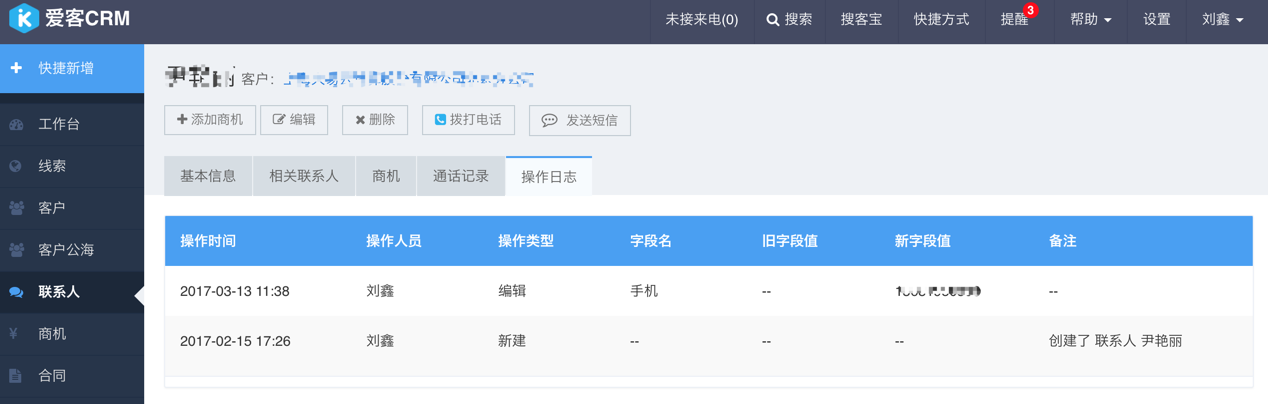 爱客CRM 未接来电(0) 搜索 搜客宝 快捷方式 提醒 3 帮助 设置 刘鑫
快捷新增
客户：
添加商机 编辑 删除 拨打电话 发送短信
工作台
线索
基本信息 相关联系人 商机 通话记录 操作日志
客户
客户公海
联系人
商机
合同
操作时间 操作人员 操作类型 字段名 旧字段值 新字段值 备注
2017-03-13 11:38 刘鑫 编辑 手机 -- --
2017-02-15 17:26 刘鑫 新建 -- -- -- 创建了 联系人 尹艳丽